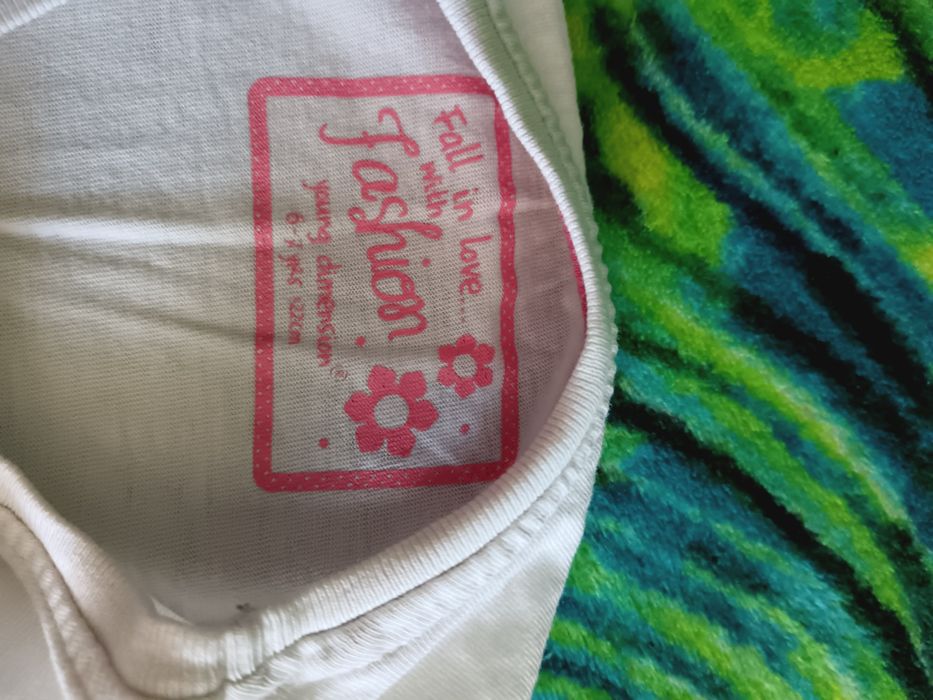 Fall in love....
with
fashion
young dimension®
6-7 yrs 122cm